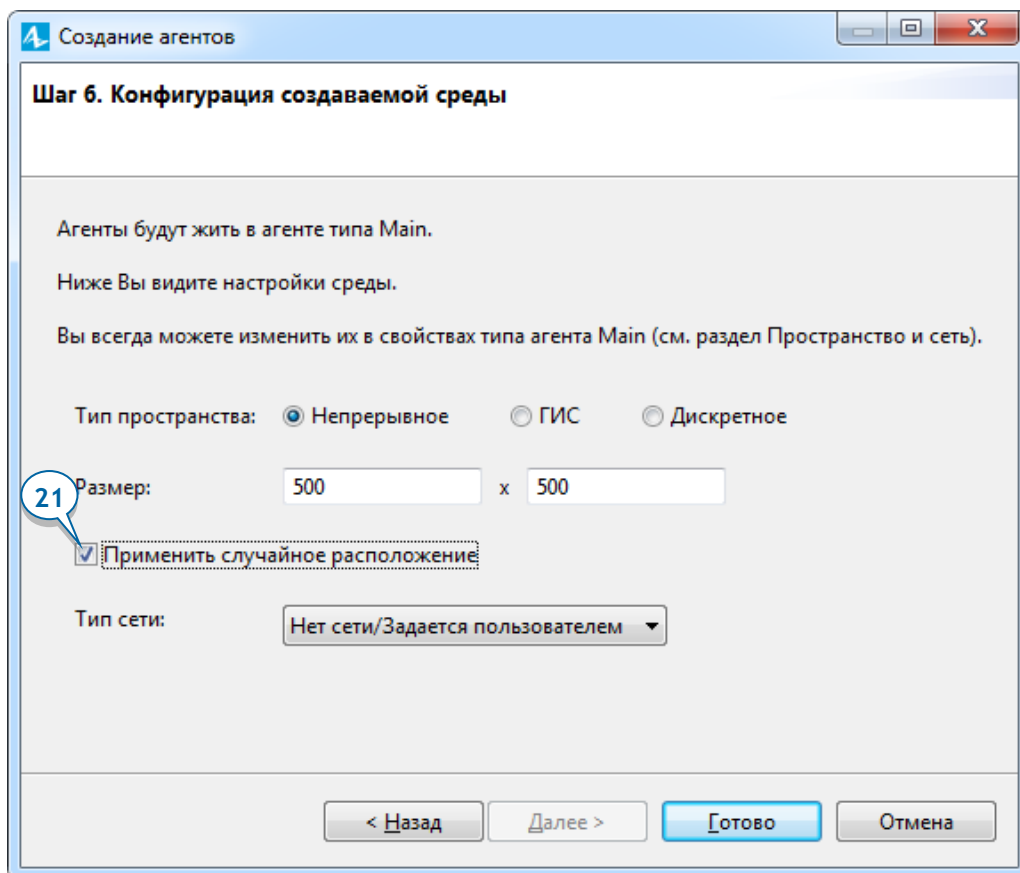 Создание агентов
Шаг 6. Конфигурация создаваемой среды
Агенты будут жить в агенте типа Main.
Ниже Вы видите настройки среды.
Вы всегда можете изменить их в свойствах типа агента Main (см. раздел Пространство и сеть).
Тип пространства: Непрерывное ГИС Дискретное
21 Размер: 500 x 500
Применить случайное расположение
Тип сети: Нет сети/Задается пользователем
< Назад Далее > Готово Отмена